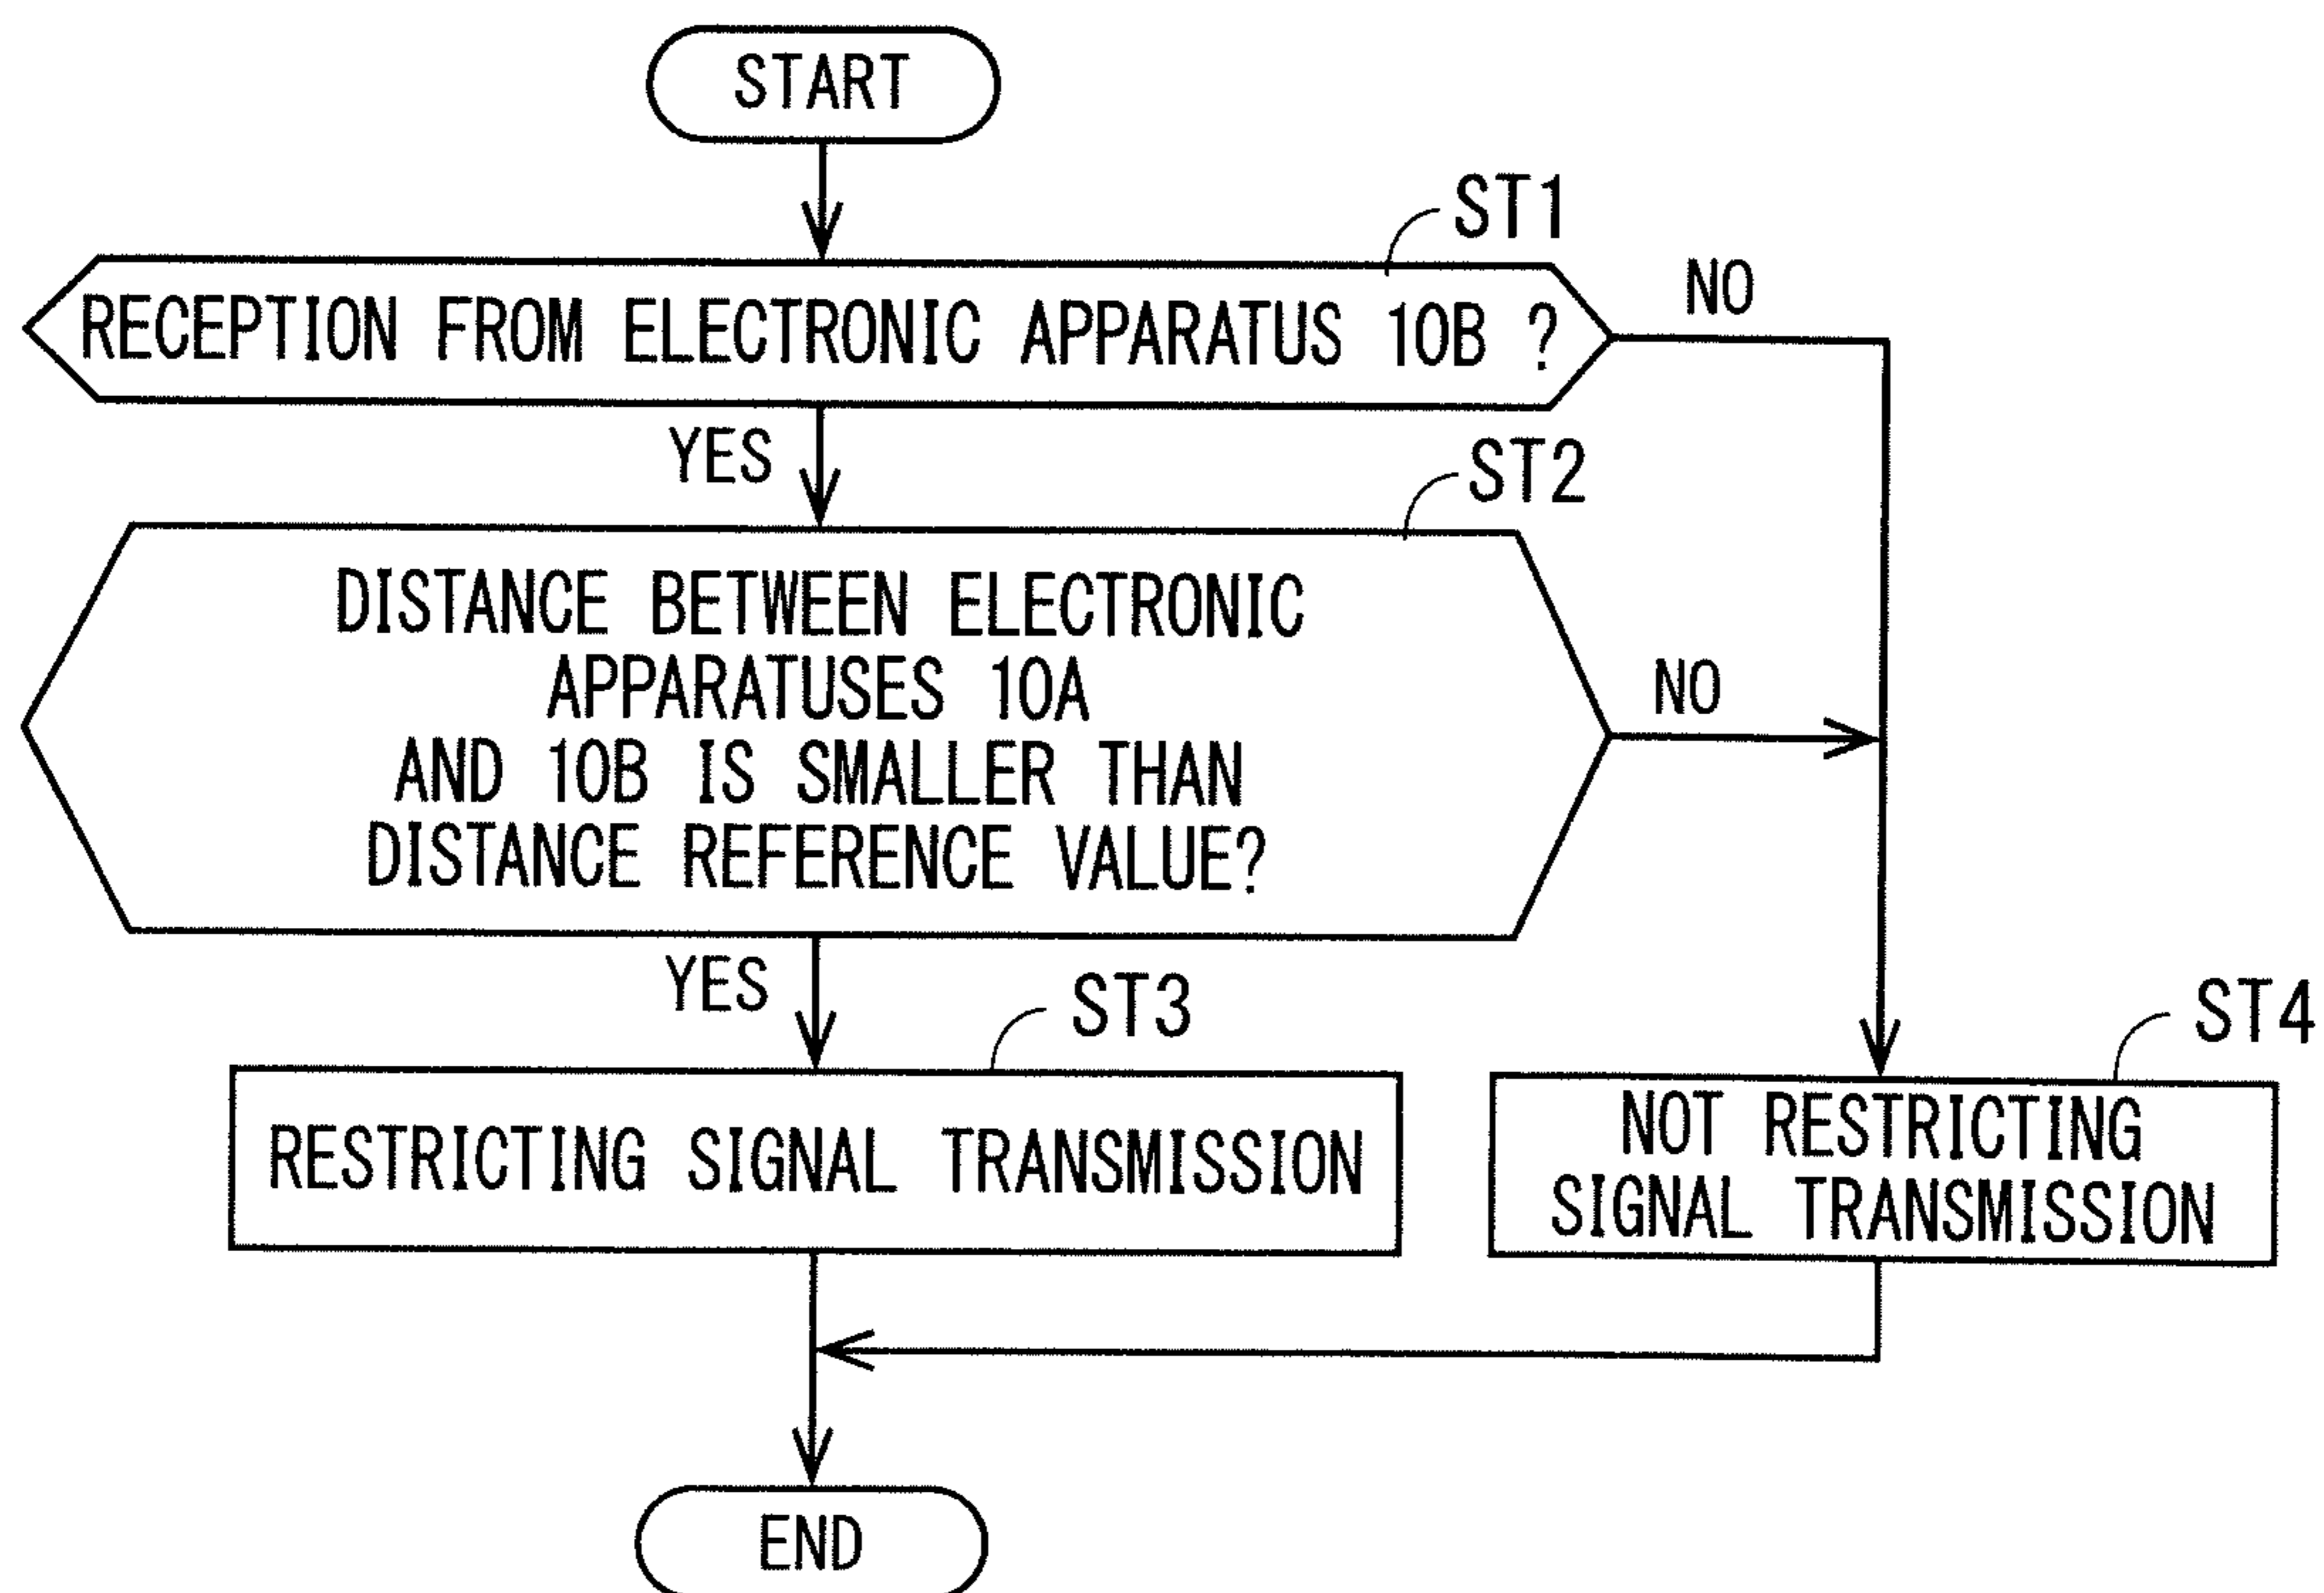 START
ST1
RECEPTION FROM ELECTRONIC APPARATUS 10B ?
NO
YES
ST2
DISTANCE BETWEEN ELECTRONIC
APPARATUSES 10A
AND 10B IS SMALLER THAN
DISTANCE REFERENCE VALUE?
NO
YES
ST3
RESTRICTING SIGNAL TRANSMISSION
ST4
NOT RESTRICTING
SIGNAL TRANSMISSION
END